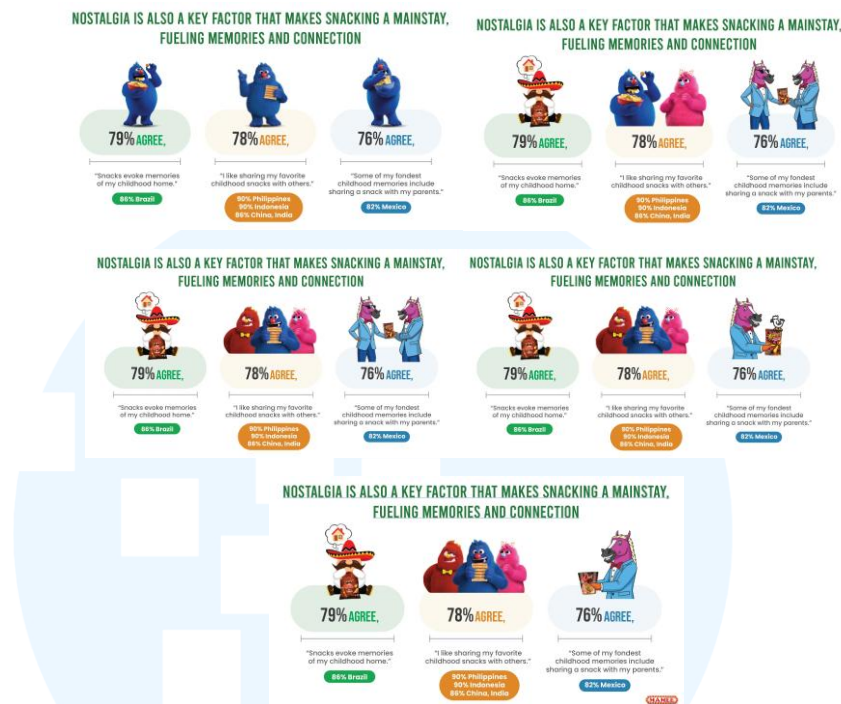 NOSTALGIA IS ALSO A KEY FACTOR THAT MAKES SNACKING A MAINSTAY,
FUELING MEMORIES AND CONNECTION
79% AGREE,
78% AGREE,
76% AGREE,
"Snacks evoke memories
of my childhood home."
86% Brazil
"I like sharing my favorite
childhood snacks with others."
90% Philippines
90% Indonesia
86% China, India
"Some of my fondest
childhood memories include
sharing a snack with my parents."
82% Mexico
NOSTALGIA IS ALSO A KEY FACTOR THAT MAKES SNACKING A MAINSTAY,
FUELING MEMORIES AND CONNECTION
79% AGREE,
78% AGREE,
76% AGREE,
"Snacks evoke memories
of my childhood home."
86% Brazil
"I like sharing my favorite
childhood snacks with others."
90% Philippines
90% Indonesia
86% China, India
"Some of my fondest
childhood memories include
sharing a snack with my parents."
82% Mexico
NOSTALGIA IS ALSO A KEY FACTOR THAT MAKES SNACKING A MAINSTAY,
FUELING MEMORIES AND CONNECTION
79% AGREE,
78% AGREE,
76% AGREE,
"Snacks evoke memories
of my childhood home."
86% Brazil
"I like sharing my favorite
childhood snacks with others."
90% Philippines
90% Indonesia
86% China, India
"Some of my fondest
childhood memories include
sharing a snack with my parents."
82% Mexico
NOSTALGIA IS ALSO A KEY FACTOR THAT MAKES SNACKING A MAINSTAY,
FUELING MEMORIES AND CONNECTION
79% AGREE,
78% AGREE,
76% AGREE,
"Snacks evoke memories
of my childhood home."
86% Brazil
"I like sharing my favorite
childhood snacks with others."
90% Philippines
90% Indonesia
86% China, India
"Some of my fondest
childhood memories include
sharing a snack with my parents."
82% Mexico
NOSTALGIA IS ALSO A KEY FACTOR THAT MAKES SNACKING A MAINSTAY,
FUELING MEMORIES AND CONNECTION
79% AGREE,
78% AGREE,
76% AGREE,
"Snacks evoke memories
of my childhood home."
86% Brazil
"I like sharing my favorite
childhood snacks with others."
90% Philippines
90% Indonesia
86% China, India
"Some of my fondest
childhood memories include
sharing a snack with my parents."
82% Mexico
MAMEE